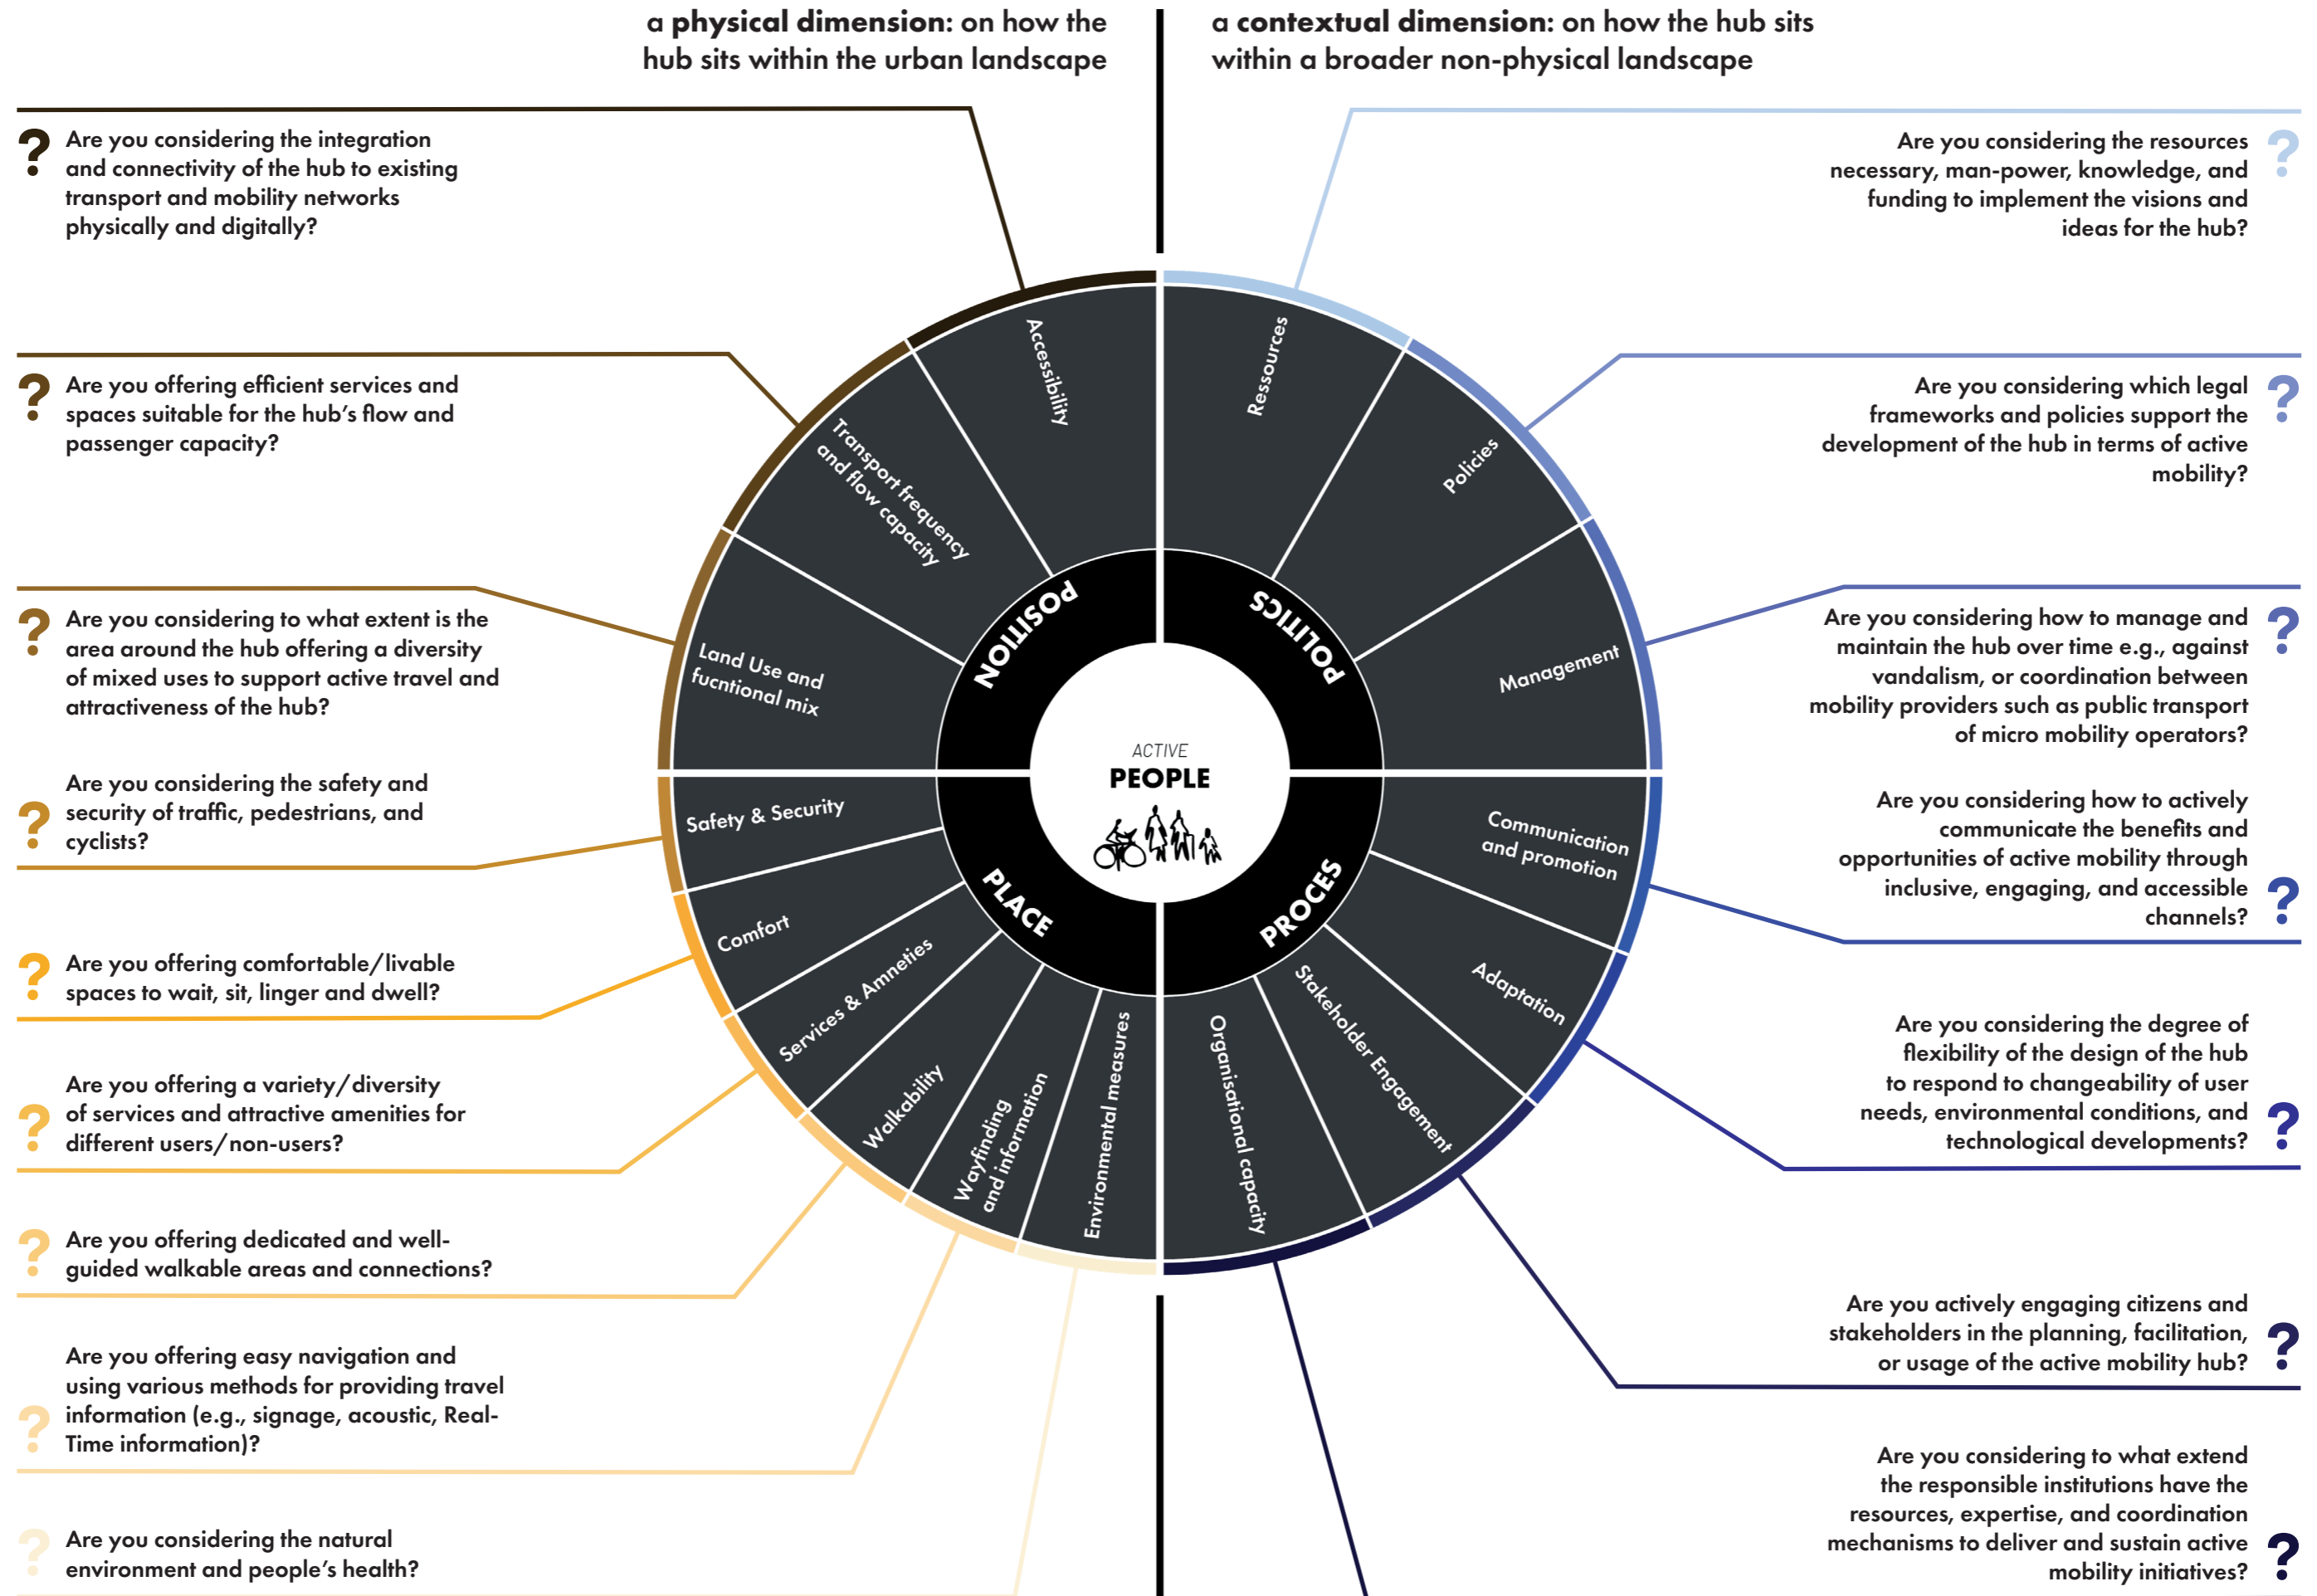 a physical dimension: on how the
hub sits within the urban landscape
a contextual dimension: on how the hub sits
within a broader non-physical landscape
? Are you considering the integration
and connectivity of the hub to existing
transport and mobility networks
physically and digitally?
? Are you offering efficient services and
spaces suitable for the hub's flow and
passenger capacity?
? Are you considering to what extent is the
area around the hub offering a diversity
of mixed uses to support active travel and
attractiveness of the hub?
Are you considering the safety and
? security of traffic, pedestrians, and
cyclists?
? Are you offering comfortable/livable
spaces to wait, sit, linger and dwell?
Are you offering a variety/diversity
? of services and attractive amenities for
different users/non-users?
? Are you offering dedicated and well-
guided walkable areas and connections?
Are you offering easy navigation and
using various methods for providing travel
? information (e.g., signage, acoustic, Real-
Time information)?
? Are you considering the natural
environment and people's health?
Accessibility
Transport frequency
and flow capacity
Land Use and
fucntional mix
Safety & Security
Comfort
Services & Amneties
Walkability
Wayfinding
and information
Environmental measures
Ressources
Policies
Management
Communication
and promotion
Adaptation
Stakeholder Engagement
Organisational capacity
POSITION
POLITICS
PLACE
PROCES
ACTIVE
PEOPLE
Are you considering the resources ?
necessary, man-power, knowledge, and
funding to implement the visions and
ideas for the hub?
Are you considering which legal ?
frameworks and policies support the
development of the hub in terms of active
mobility?
Are you considering how to manage and ?
maintain the hub over time e.g., against
vandalism, or coordination between
mobility providers such as public transport
of micro mobility operators?
Are you considering how to actively
communicate the benefits and
opportunities of active mobility through
inclusive, engaging, and accessible ?
channels?
Are you considering the degree of
flexibility of the design of the hub
to respond to changeability of user
needs, environmental conditions, and ?
technological developments?
Are you actively engaging citizens and
stakeholders in the planning, facilitation, ?
or usage of the active mobility hub?
Are you considering to what extend
the responsible institutions have the
resources, expertise, and coordination
mechanisms to deliver and sustain active ?
mobility initiatives?